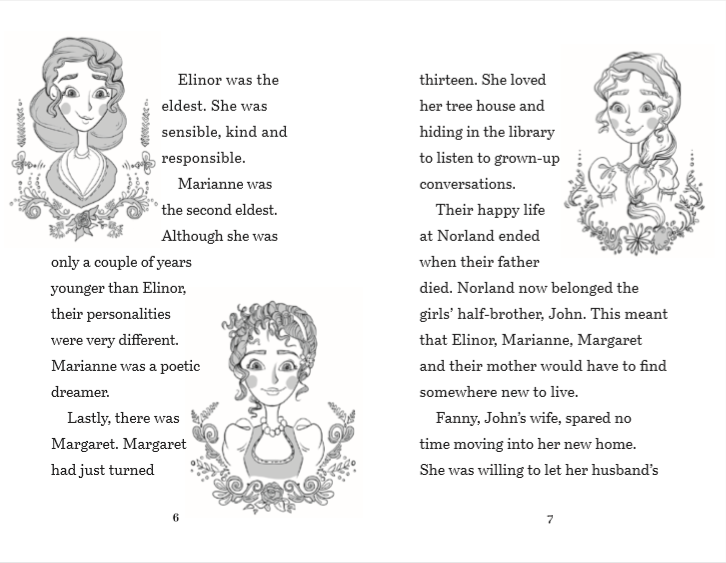 Elinor was the
eldest. She was
sensible, kind and
responsible.
Marianne was
the second eldest.
Although she was
only a couple of years
younger than Elinor,
their personalities
were very different.
Marianne was a poetic
dreamer.
Lastly, there was
Margaret. Margaret
had just turned
6
thirteen. She loved
her tree house and
hiding in the library
to listen to grown-up
conversations.
Their happy life
at Norland ended
when their father
died. Norland now belonged the
girls’ half-brother, John. This meant
that Elinor, Marianne, Margaret
and their mother would have to find
somewhere new to live.
Fanny, John’s wife, spared no
time moving into her new home.
She was willing to let her husband’s
7